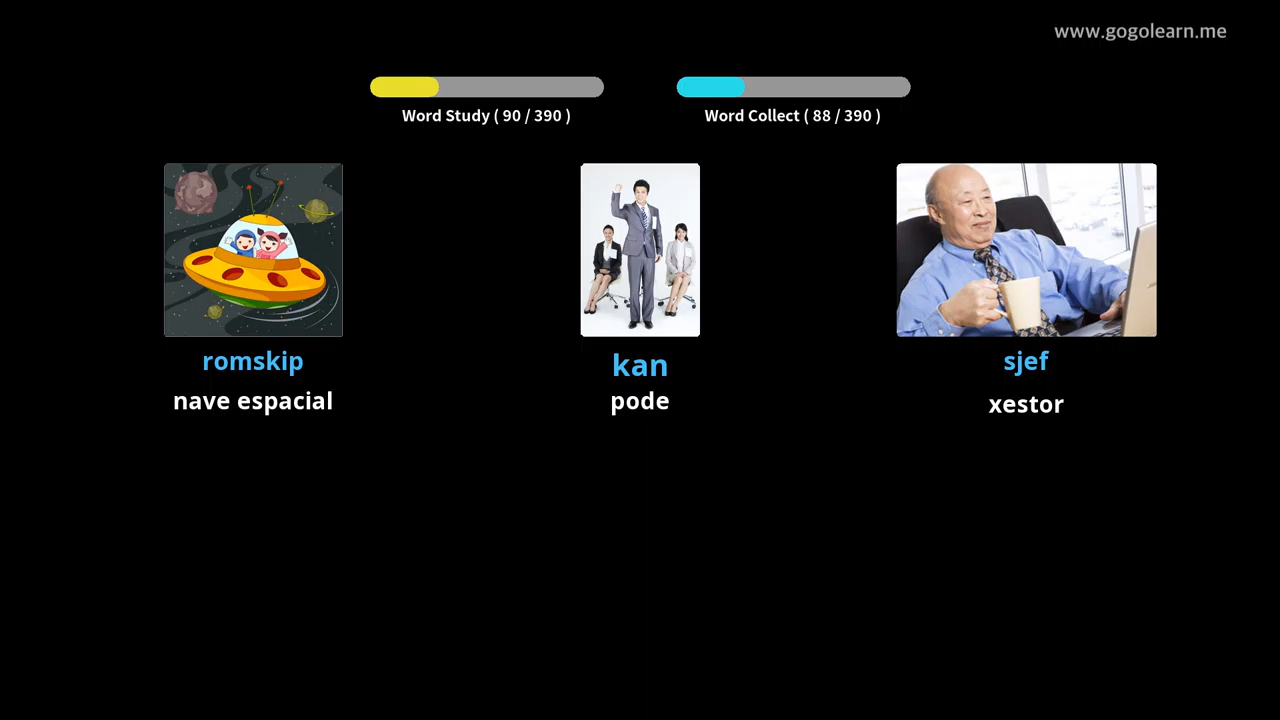 www.gogolearn.me
Word Study ( 90 / 390 )
Word Collect ( 88 / 390 )
romskip
nave espacial
kan
pode
sjef
xestor